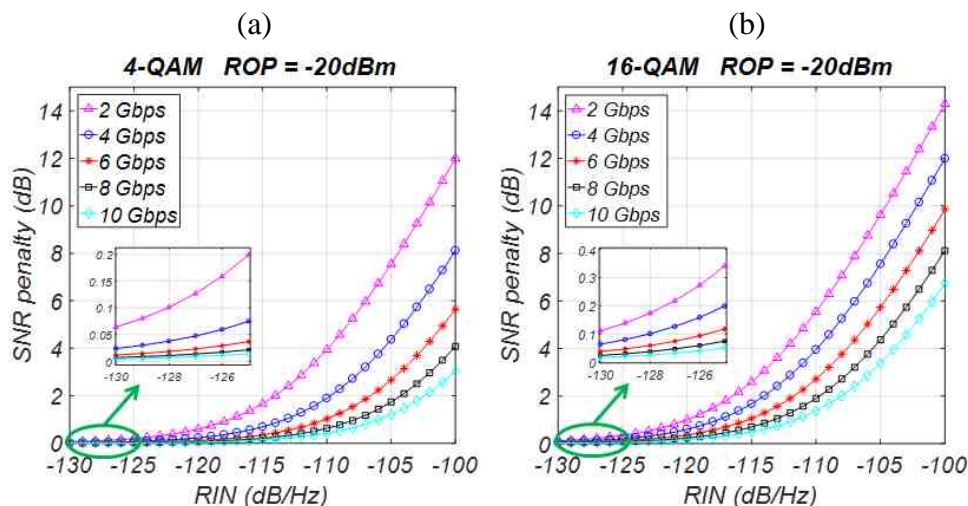 (a)
4-QAM ROP = -20dBm
SNR penalty (dB)
14
12
10
8
6
4
2
0
2 Gbps
4 Gbps
6 Gbps
8 Gbps
10 Gbps
0.2
0.15
0.1
0.05
0
-130
-128
-126
-130
-125
-120
-115
-110
-105
-100
RIN (dB/Hz)
(b)
16-QAM ROP = -20dBm
SNR penalty (dB)
14
12
10
8
6
4
2
0
2 Gbps
4 Gbps
6 Gbps
8 Gbps
10 Gbps
0.4
0.3
0.2
0.1
0
-130
-128
-126
-130
-125
-120
-115
-110
-105
-100
RIN (dB/Hz)